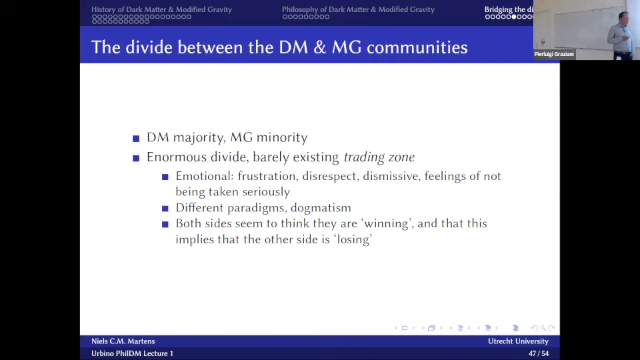 History of Dark Matter & Modified Gravity
Philosophy of Dark Matter & Modified Gravity
Bridging the di
The divide between the DM & MG communities
Pierluigi Graziani
DM majority, MG minority
Enormous divide, barely existing trading zone
Emotional: frustration, disrespect, dismissive, feelings of not
being taken seriously
Different paradigms, dogmatism
Both sides seem to think they are ‘winning’, and that this
implies that the other side is ‘losing’
Niels C.M. Martens
Utrecht University
Urbino PhilDM Lecture 1
47 / 54